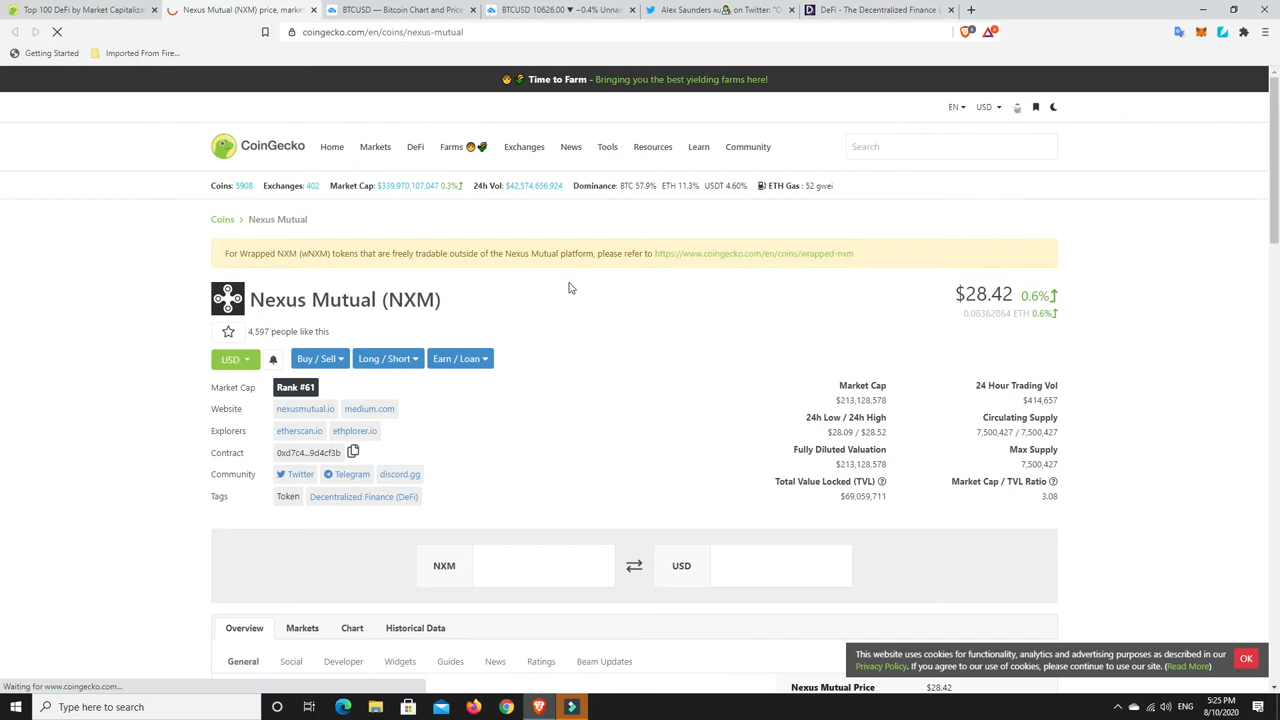 Top 100 DeFi by Market Capitaliza
Nexus Mutual (NXM) price, market
BTCUSD — Bitcoin Chart and Price
BTCUSD 10626.00 ▼ −0.4% Unnam
Alex Saunders au on Twitter: "O
DeFi - The Decentralized Finance L
coingecko.com/en/coins/nexus-mutual
Getting Started
Imported From Fire...
Time to Farm - Bringing you the best yielding farms here!
EN
USD
CoinGecko
Home
Markets
DeFi
Farms
Exchanges
News
Tools
Resources
Learn
Community
Search
Coins: 5908
Exchanges: 402
Market Cap: $339,970,107,047 0.3%
24h Vol: $42,574,656,924
Dominance: BTC 57.9% ETH 11.3% USDT 4.60%
ETH Gas : 52 gwei
Coins > Nexus Mutual
For Wrapped NXM (wNXM) tokens that are freely tradable outside of the Nexus Mutual platform, please refer to https://www.coingecko.com/en/coins/wrapped-nxm
Nexus Mutual (NXM)
$28.42 0.6%
0.08362864 ETH 0.6%
4,597 people like this
USD
Buy / Sell
Long / Short
Earn / Loan
Market Cap
Rank #61
Website
nexusmutual.io
medium.com
Explorers
etherscan.io
ethplorer.io
Contract
0xd7c4...9d4cf3b
Community
Twitter
Telegram
discord.gg
Tags
Token
Decentralized Finance (DeFi)
Market Cap
$213,128,578
24 Hour Trading Vol
$414,657
24h Low / 24h High
$28.09 / $28.52
Circulating Supply
7,500,427 / 7,500,427
Fully Diluted Valuation
$213,128,578
Max Supply
7,500,427
Total Value Locked (TVL)
$69,059,711
Market Cap / TVL Ratio
3.08
NXM
USD
Overview
Markets
Chart
Historical Data
General
Social
Developer
Widgets
Guides
News
Ratings
Beam Updates
Nexus Mutual Price
$28.42
This website uses cookies for functionality, analytics and advertising purposes as described in our
Privacy Policy. If you agree to our use of cookies, please continue to use our site. (Read More)
OK
Waiting for www.coingecko.com...
Type here to search
ENG
5:25 PM
8/10/2020